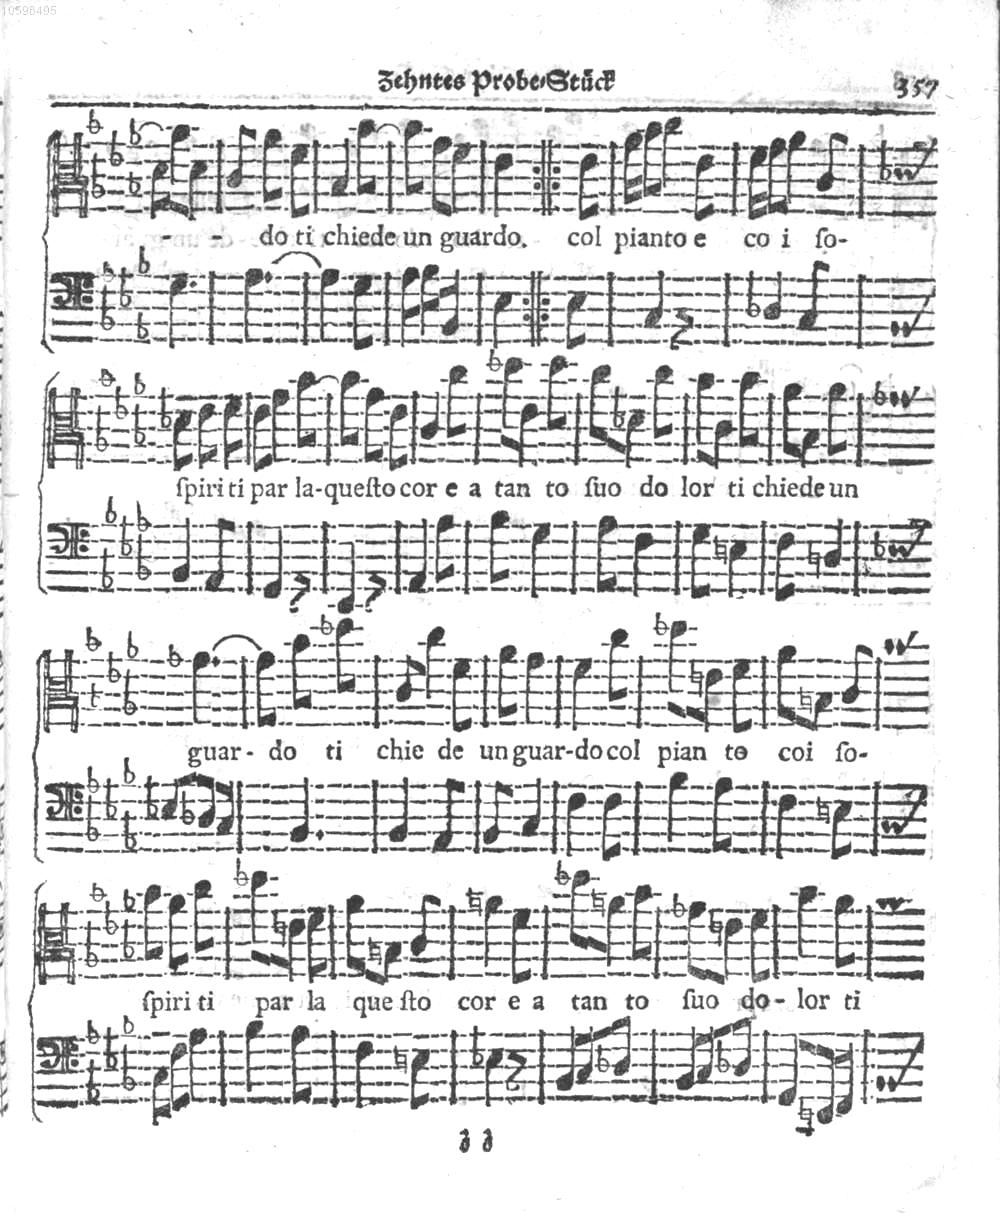 10598495
Zehntes Probe-Stück 357
- - do ti chiede un guardo. col pianto e co i ſo-
ſpiri ti par la-queſto cor e a tan to ſuo do lor ti chiede un
guar- do ti chie de un guar-do col pian to coi ſo-
ſpiri ti par la que ſto cor e a tan to ſuo do- lor ti